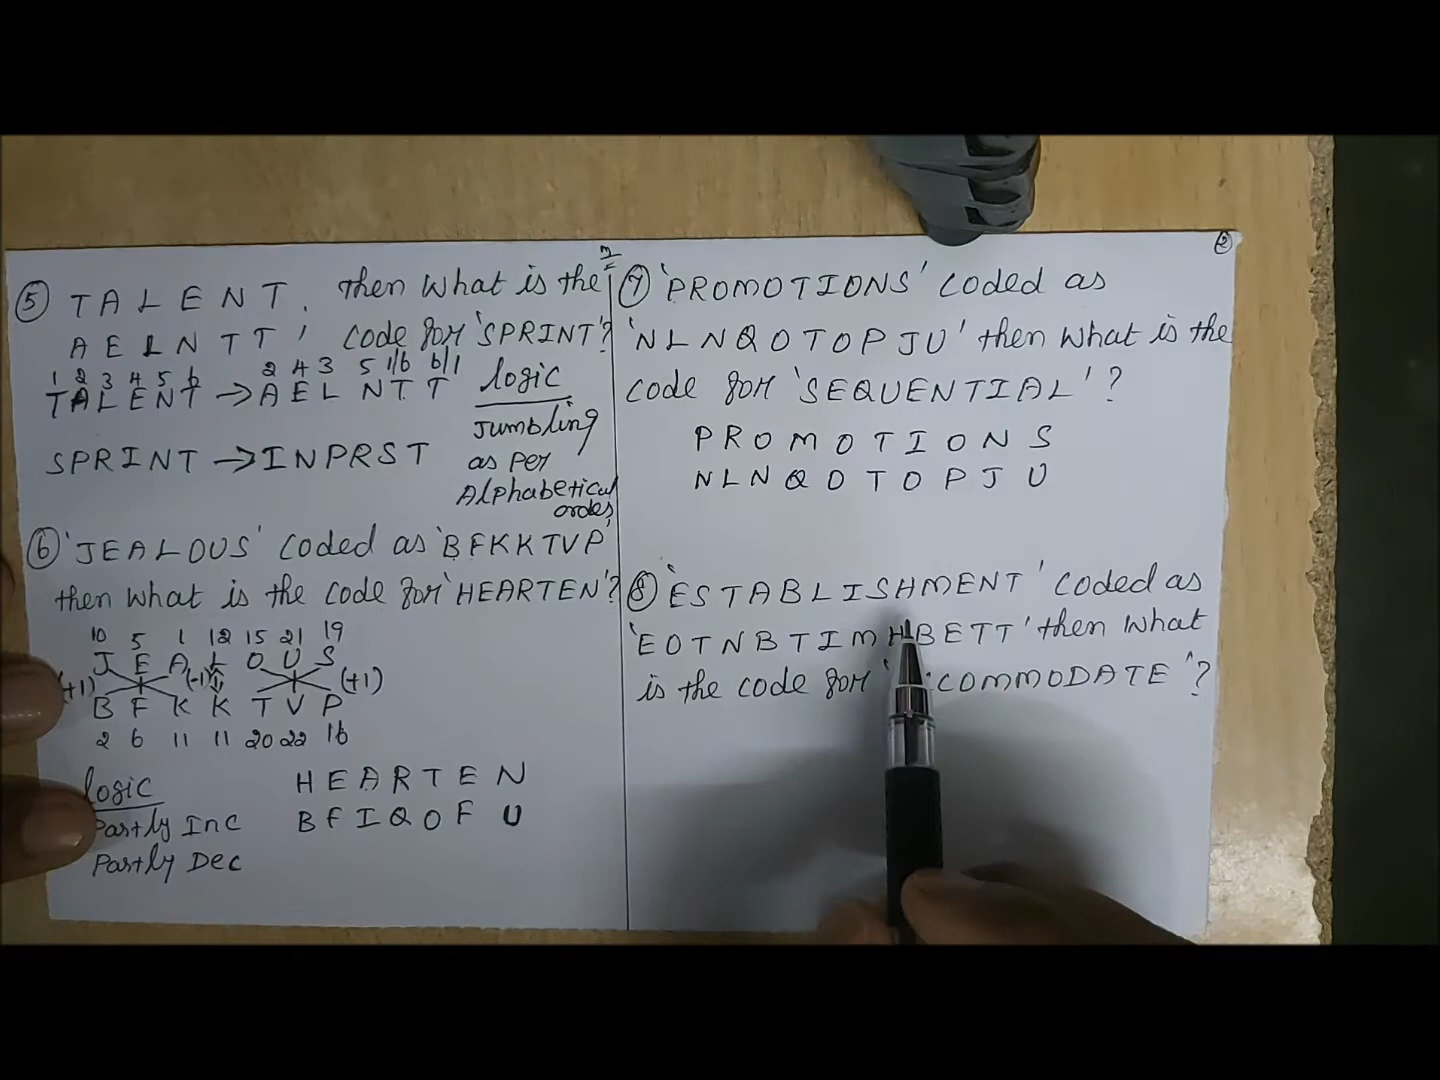 ②
⑤ TALENT. then what is the
AELNTT' code for 'SPRINT'?
1 2 3 4 5 6 2 4 3 5 1/6 6/1
TALENT → AELNTT
logic
Jumbling
as per
Alphabetical
order
SPRINT → INPRST
⑥ 'JEALOUS' coded as 'BFKKTVP'
then what is the code for 'HEARTEN'?
10 5 1 12 15 21 19
J E A L O U S
(+1) (-1) (+1)
B F K K T V P
2 6 11 11 20 22 16
logic
Partly Inc
Partly Dec
H E A R T E N
B F I Q O F U
⑦ 'PROMOTIONS' coded as
'NLNQOTOPJU' then what is the
code for 'SEQUENTIAL'?
P R O M O T I O N S
N L N Q O T O P J U
⑧ 'ESTABLISHMENT' coded as
'EOTNBTIMHBETT' then what
is the code for ' COMMODATE'?